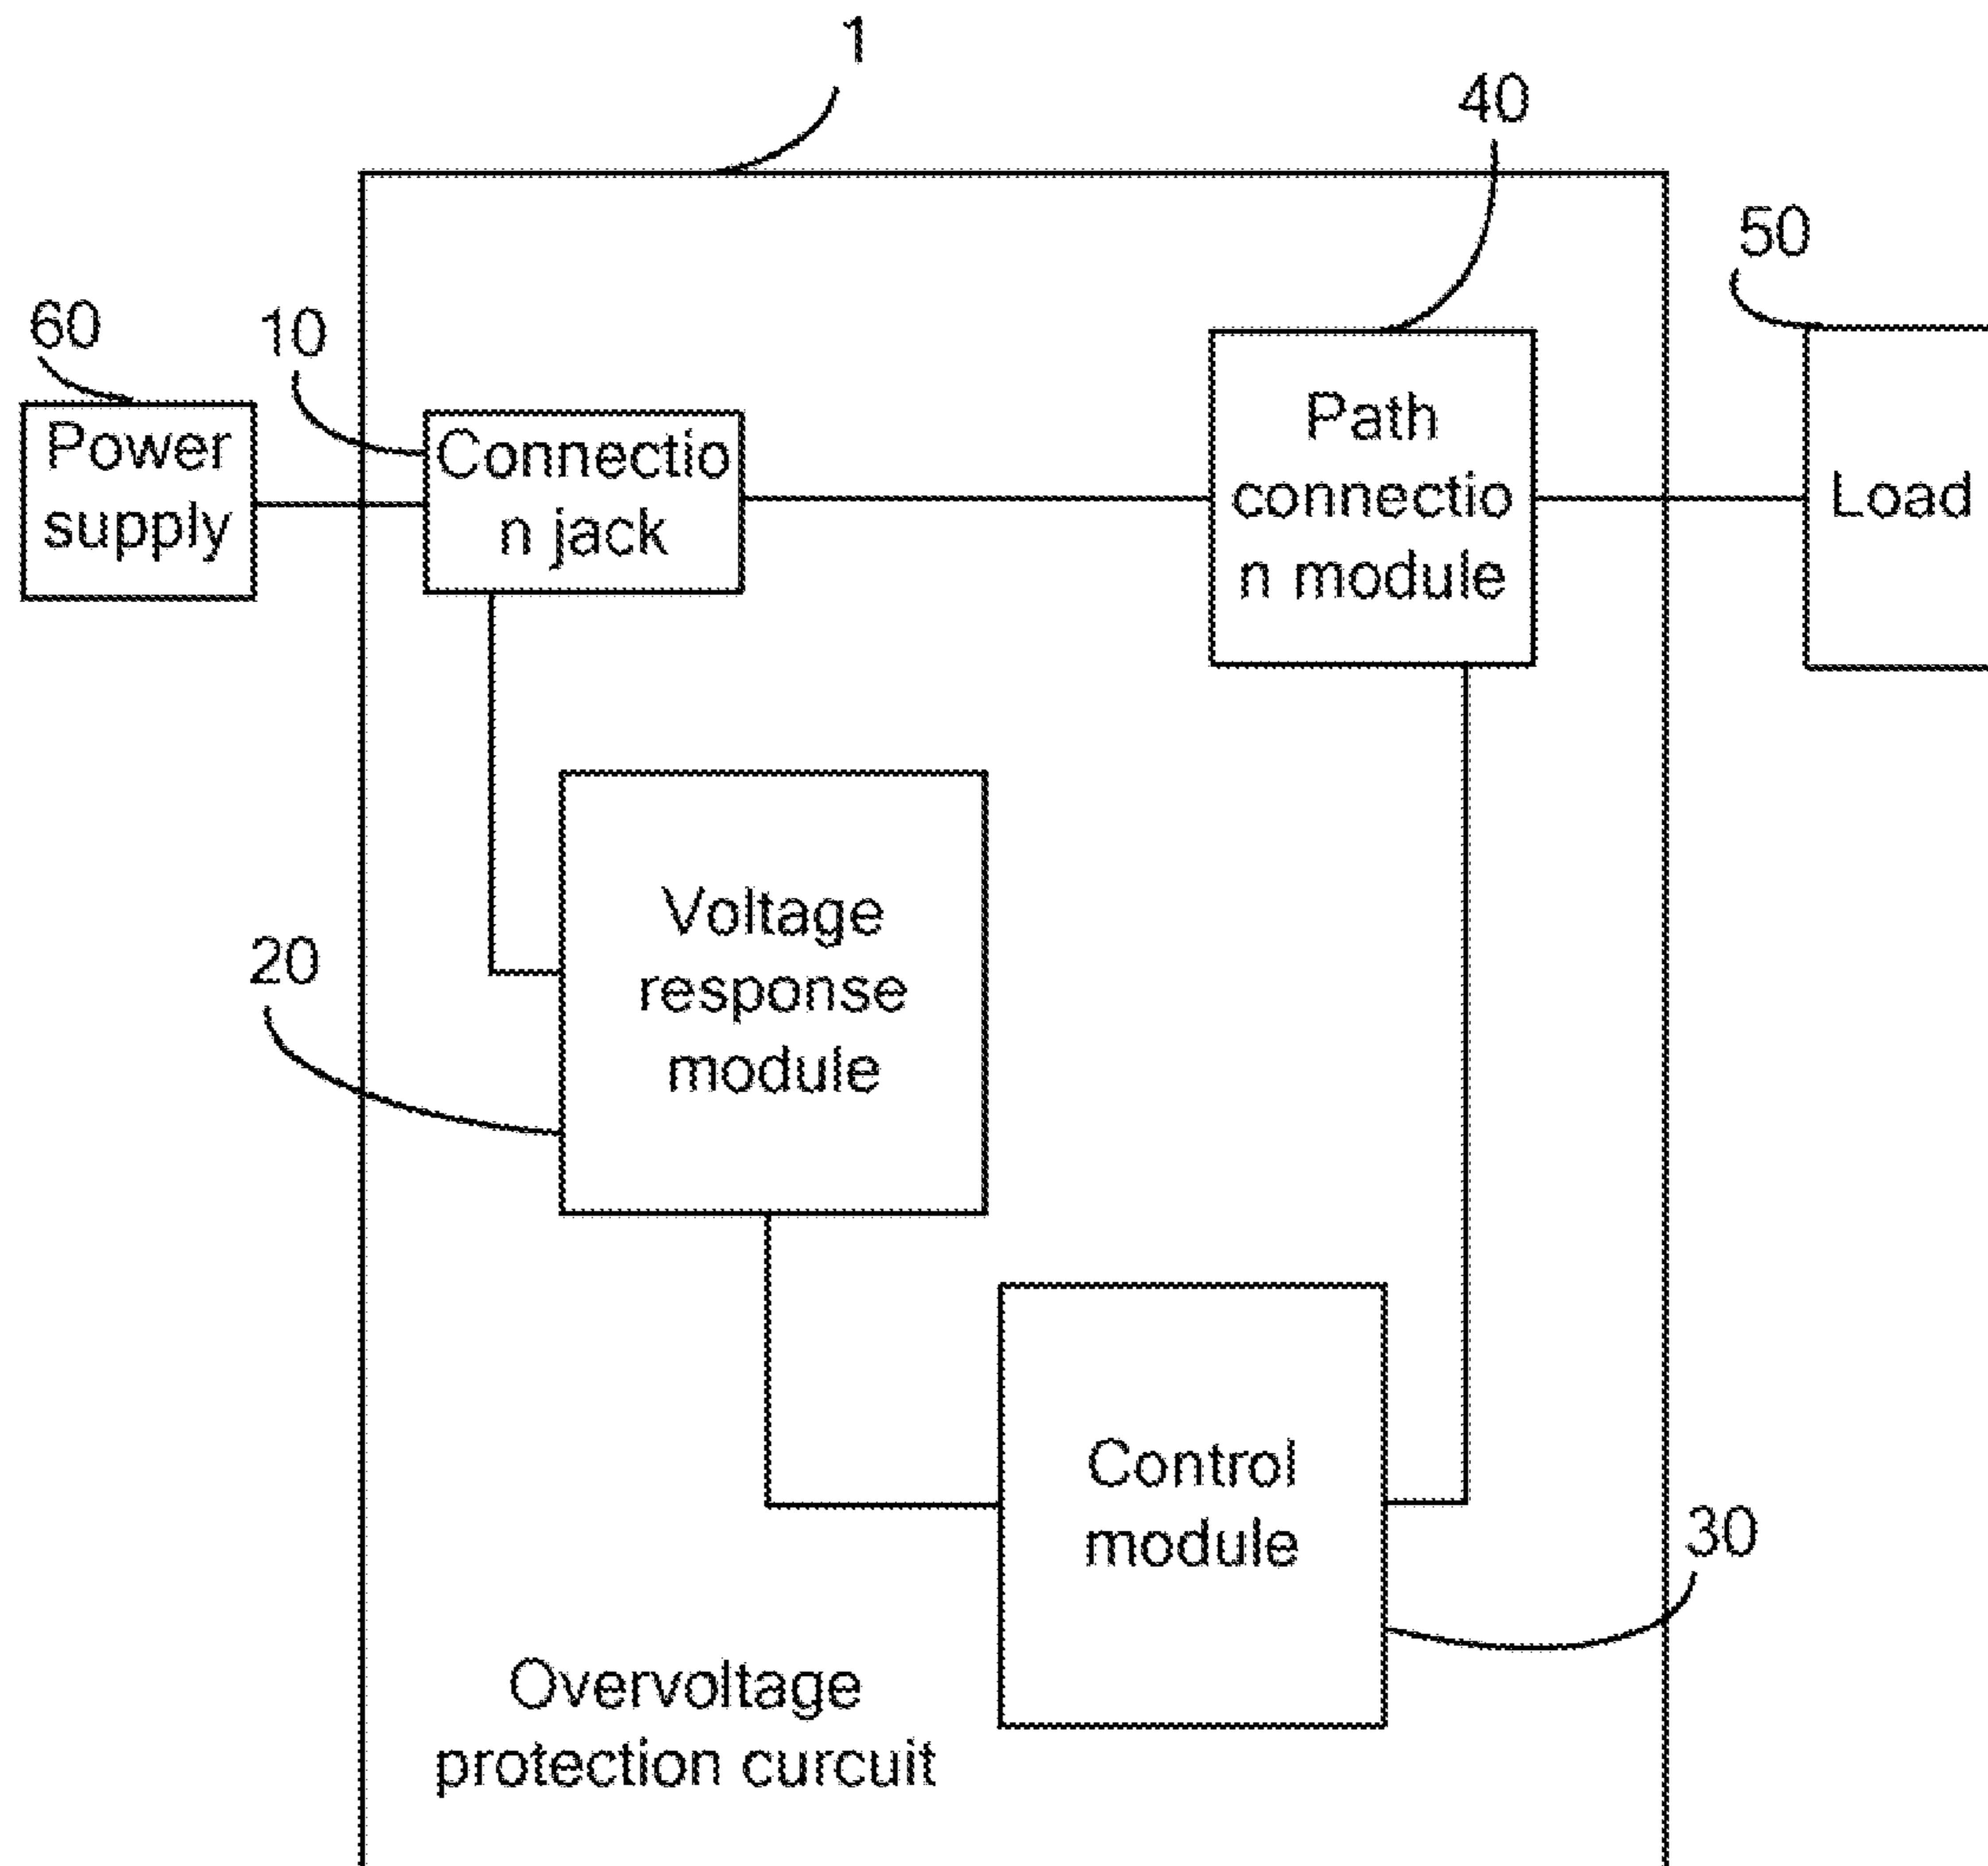 1
40
50
60
10
Power
supply
Connectio
n jack
Path
connectio
n module
Load
20
Voltage
response
module
Control
module
30
Overvoltage
protection curcuit